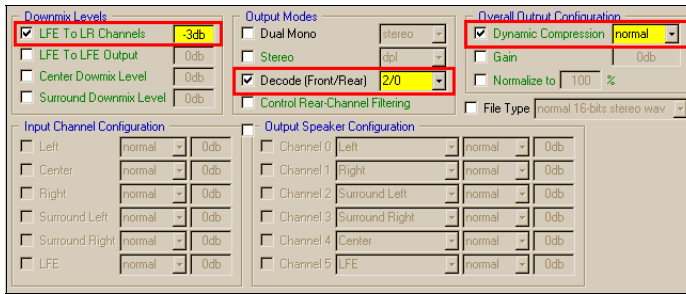 Downmix Levels
LFE To LR Channels -3db
LFE To LFE Output 0db
Center Dowmix Level 0db
Surround Downmix Level 0db
Output Modes
Dual Mono stereo
Stereo dpl
Decode (Front/Rear) 2/0
Control Rear-Channel Filtering
Overall Output Configuration
Dynamic Compression normal
Gain 0db
Normalize to 100 %
File Type normal 16-bits stereo wav
Input Channel Configuration
Left normal 0db
Center normal 0db
Right normal 0db
Surround Left normal 0db
Surround Right normal 0db
LFE normal 0db
Output Speaker Configuration
Channel 0 Left normal 0db
Channel 1 Right normal 0db
Channel 2 Surround Left normal 0db
Channel 3 Surround Right normal 0db
Channel 4 Center normal 0db
Channel 5 LFE normal 0db